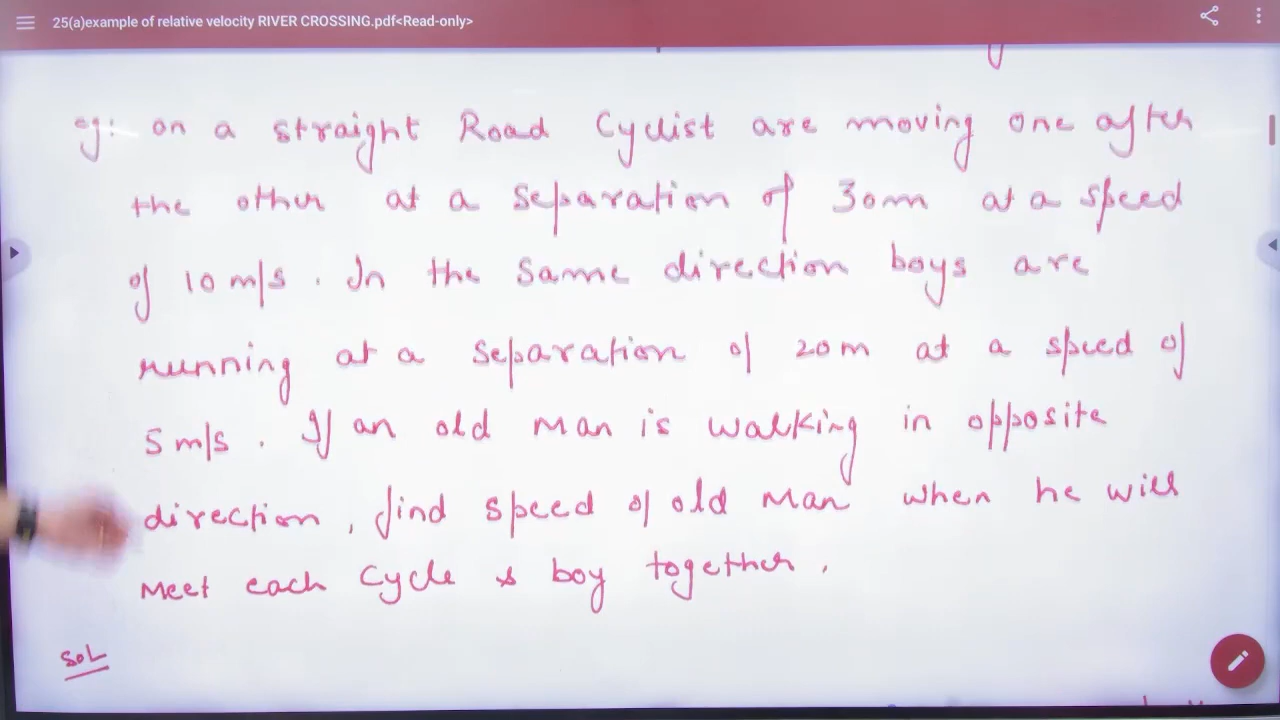 25(a)example of relative velocity RIVER CROSSING.pdf<Read-only>
eg: on a straight Road Cyclist are moving one after
the other at a separation of 30m at a speed
of 10 m/s. In the same direction boys are
running at a separation of 20m at a speed of
5 m/s. If an old man is walking in opposite
direction, find speed of old man when he will
meet each cycle & boy together.
Sol